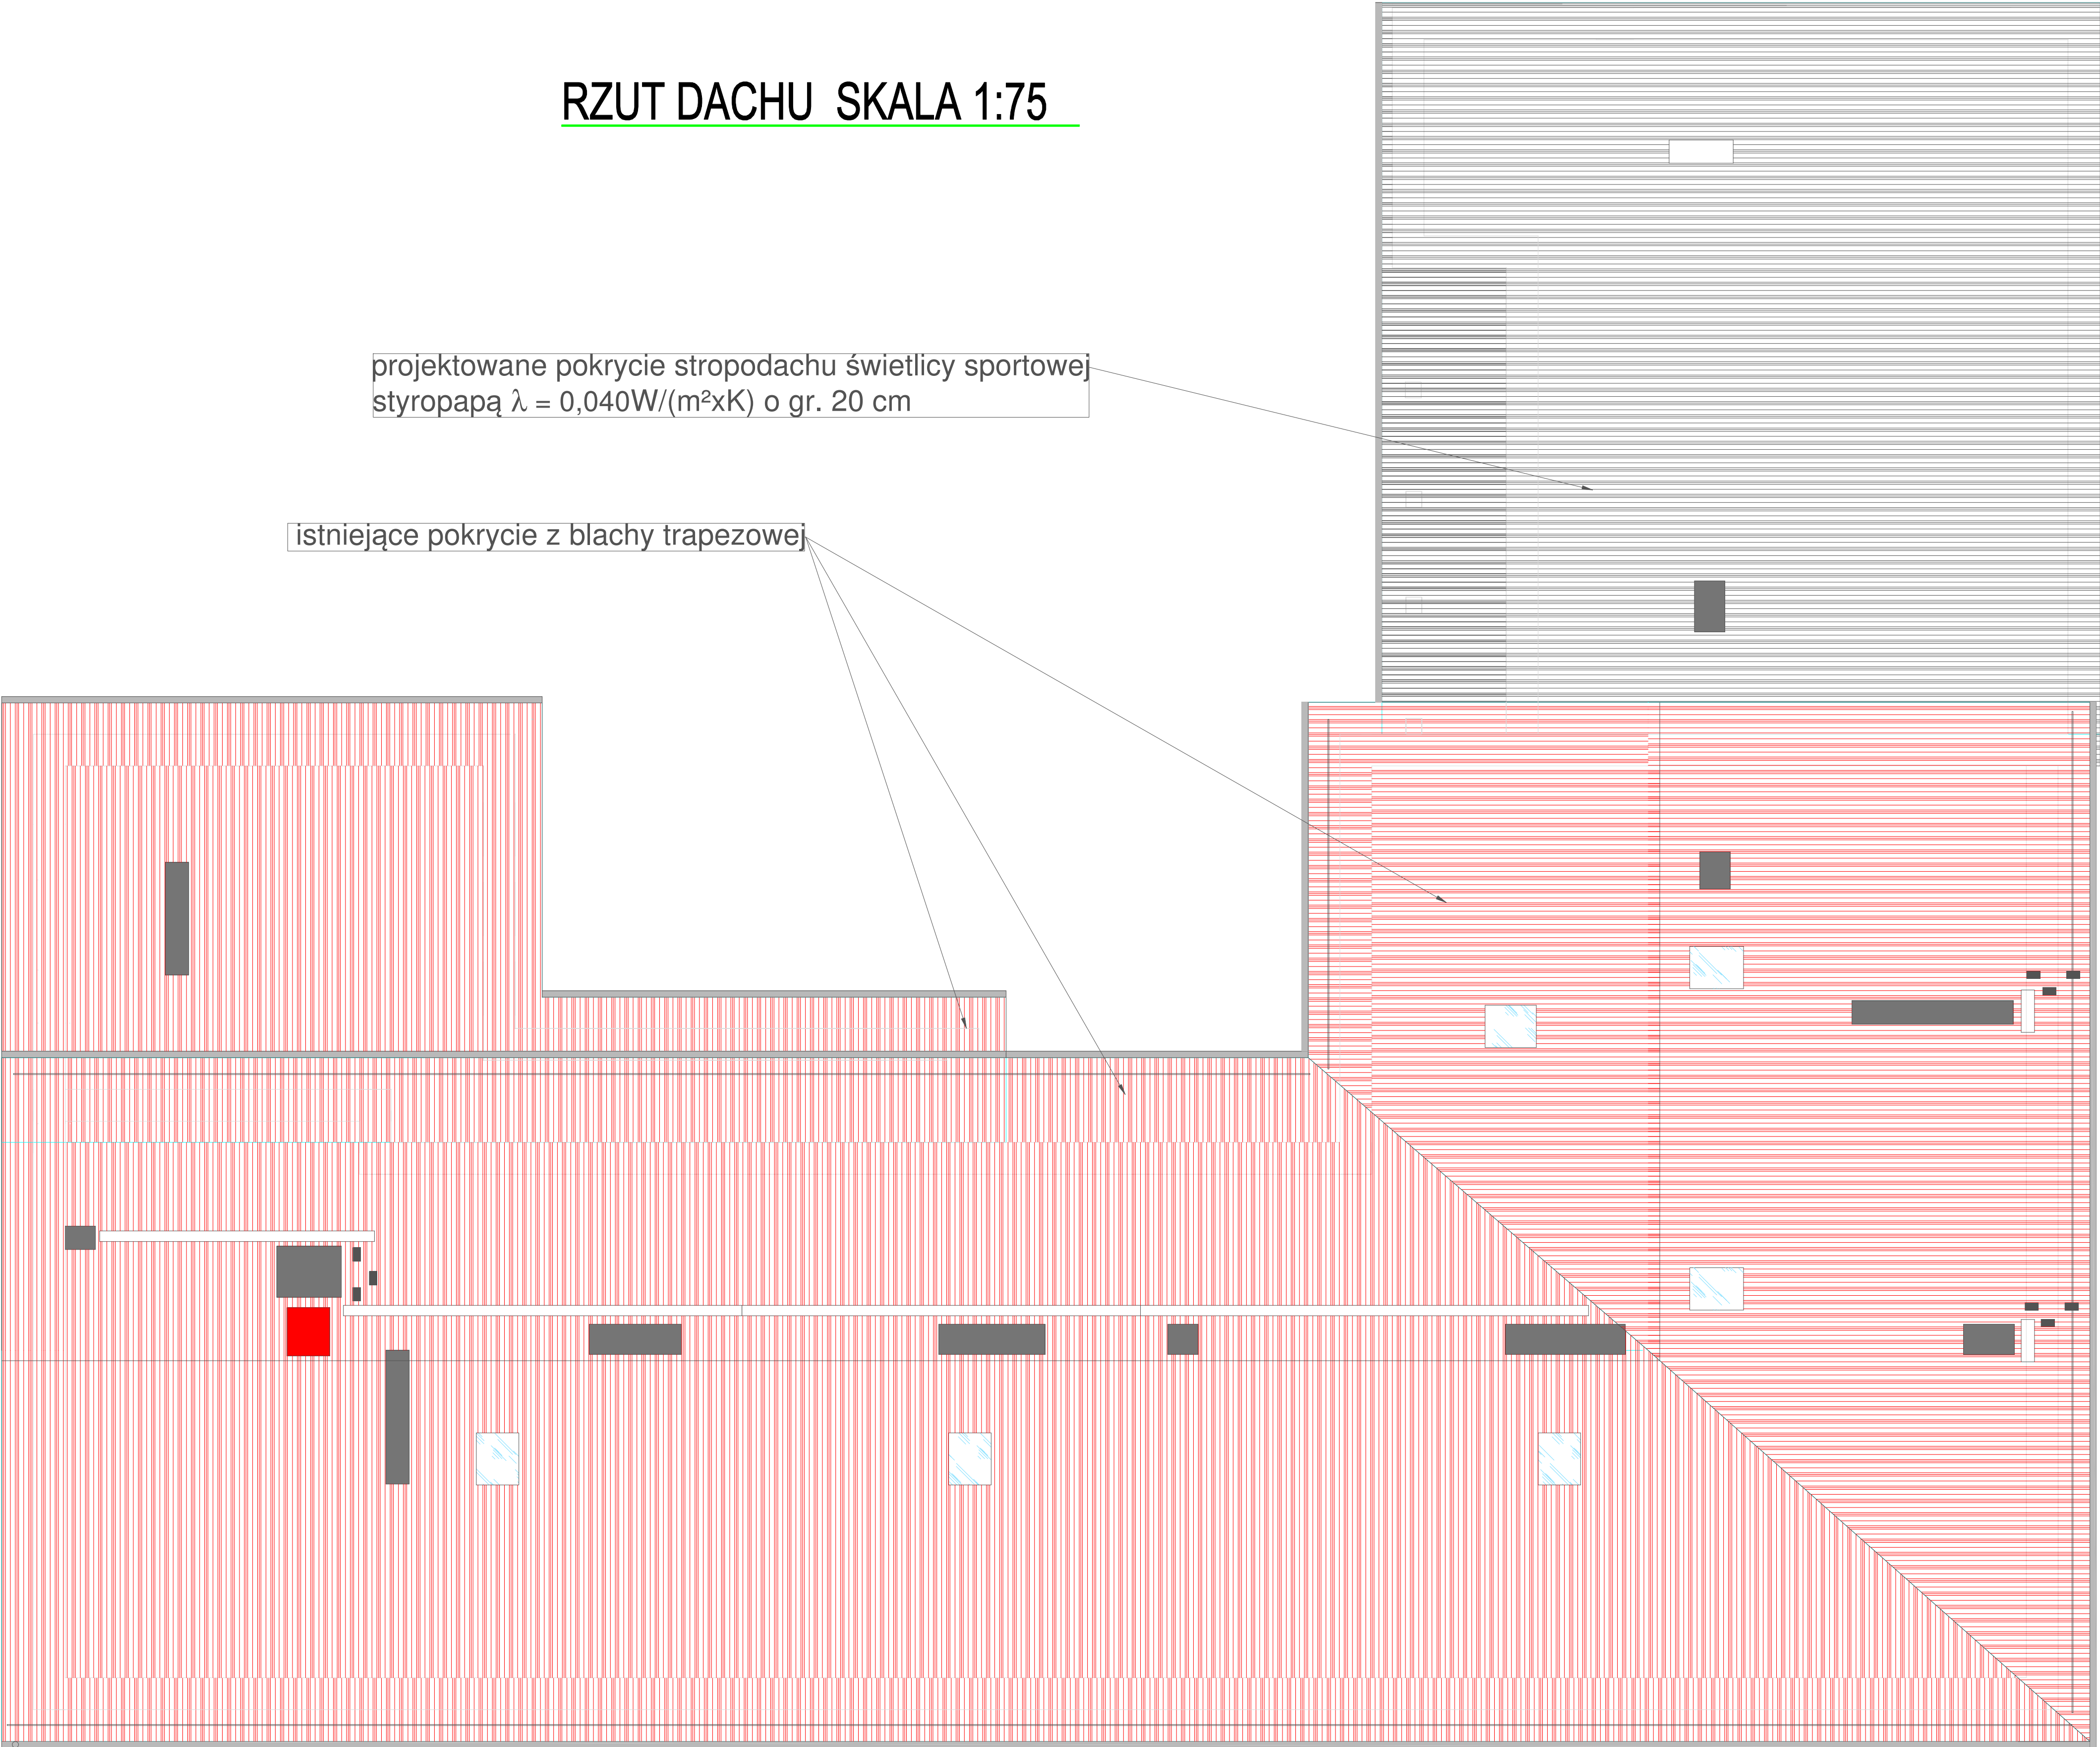 RZUT DACHU SKALA 1:75
projektowane pokrycie stropodachu świetlicy sportowej
styropapą λ = 0,040W/(m²xK) o gr. 20 cm
istniejące pokrycie z blachy trapezowej